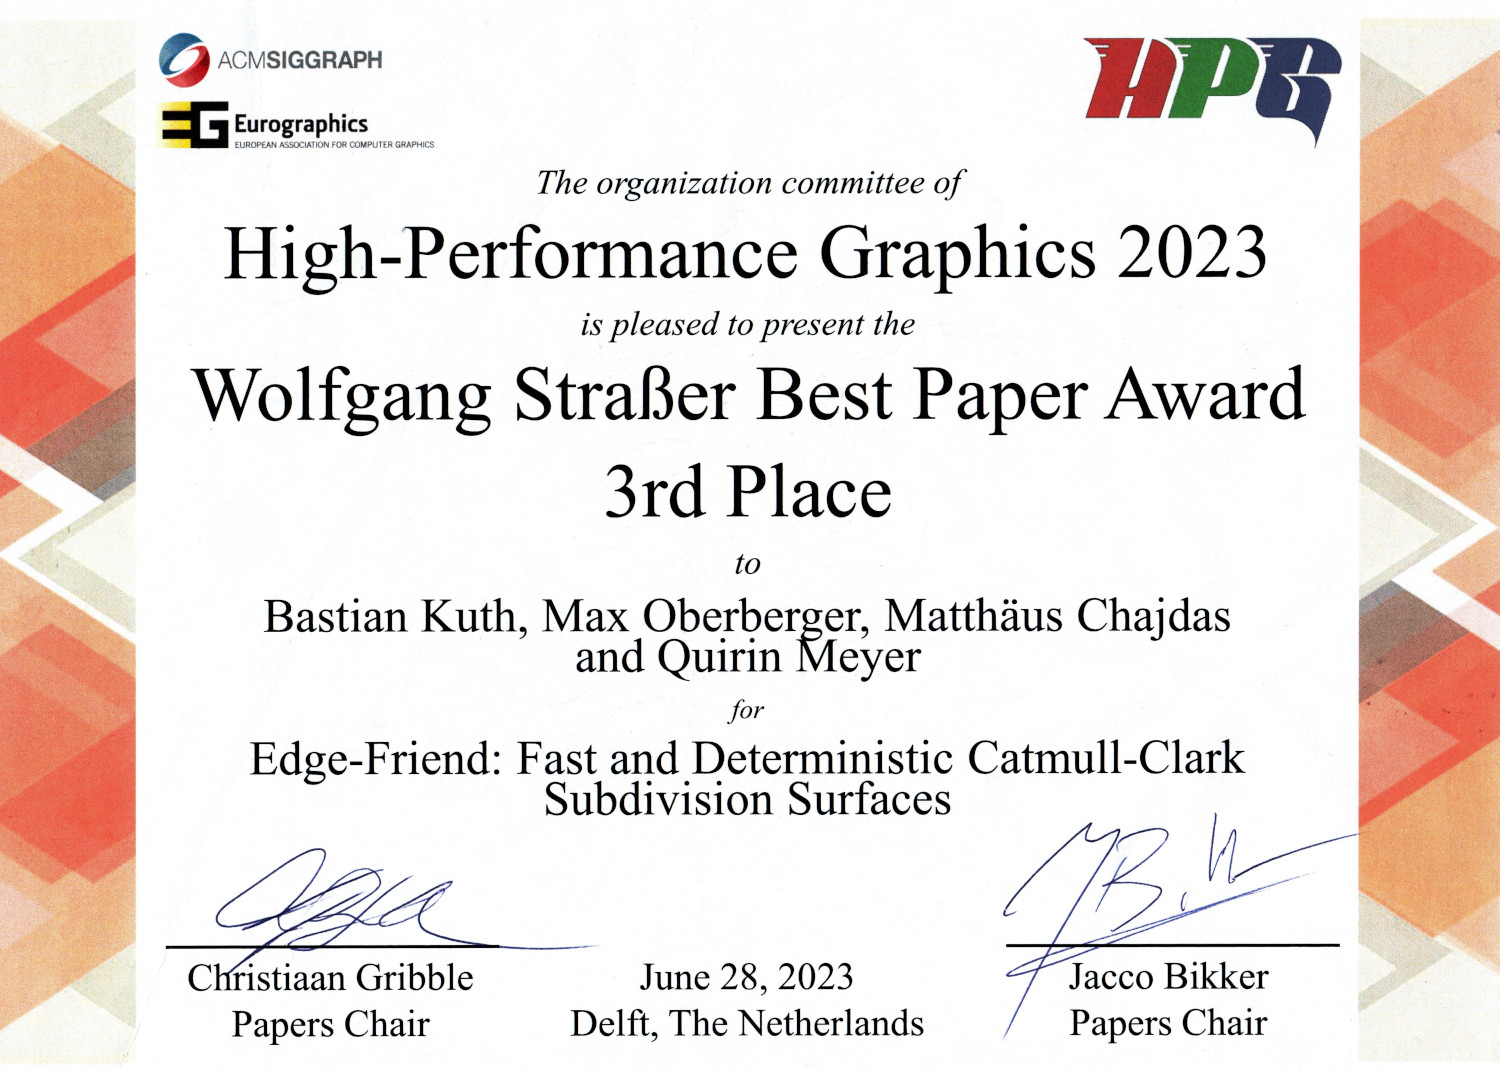 ACMSIGGRAPH
EG Eurographics
EUROPEAN ASSOCIATION FOR COMPUTER GRAPHICS
HPG
The organization committee of
High-Performance Graphics 2023
is pleased to present the
Wolfgang Straßer Best Paper Award
3rd Place
to
Bastian Kuth, Max Oberberger, Matthäus Chajdas
and Quirin Meyer
for
Edge-Friend: Fast and Deterministic Catmull-Clark
Subdivision Surfaces
Christiaan Gribble
Papers Chair
June 28, 2023
Delft, The Netherlands
Jacco Bikker
Papers Chair